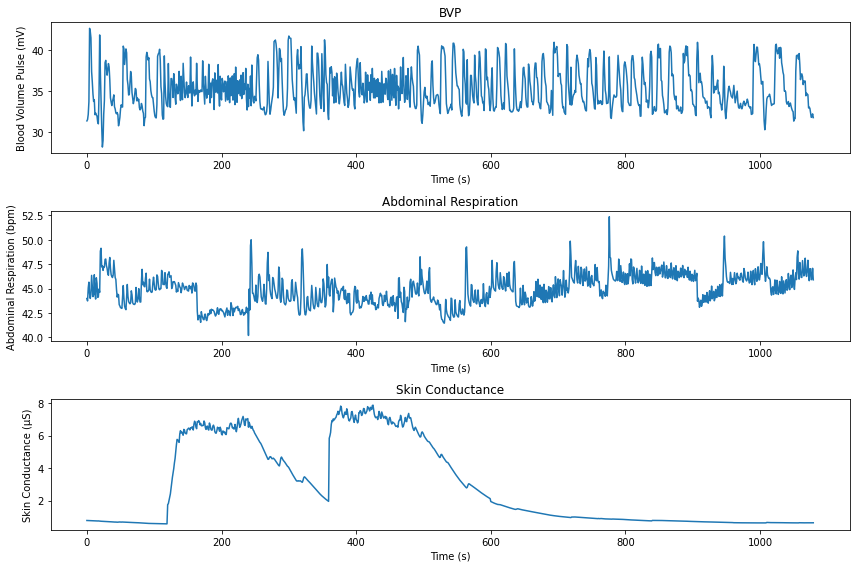 BVP
Blood Volume Pulse (mV)
40
35
30
0 200 400 600 800 1000
Time (s)
Abdominal Respiration
Abdominal Respiration (bpm)
52.5
50.0
47.5
45.0
42.5
40.0
0 200 400 600 800 1000
Time (s)
Skin Conductance
Skin Conductance (μS)
8
6
4
2
0 200 400 600 800 1000
Time (s)